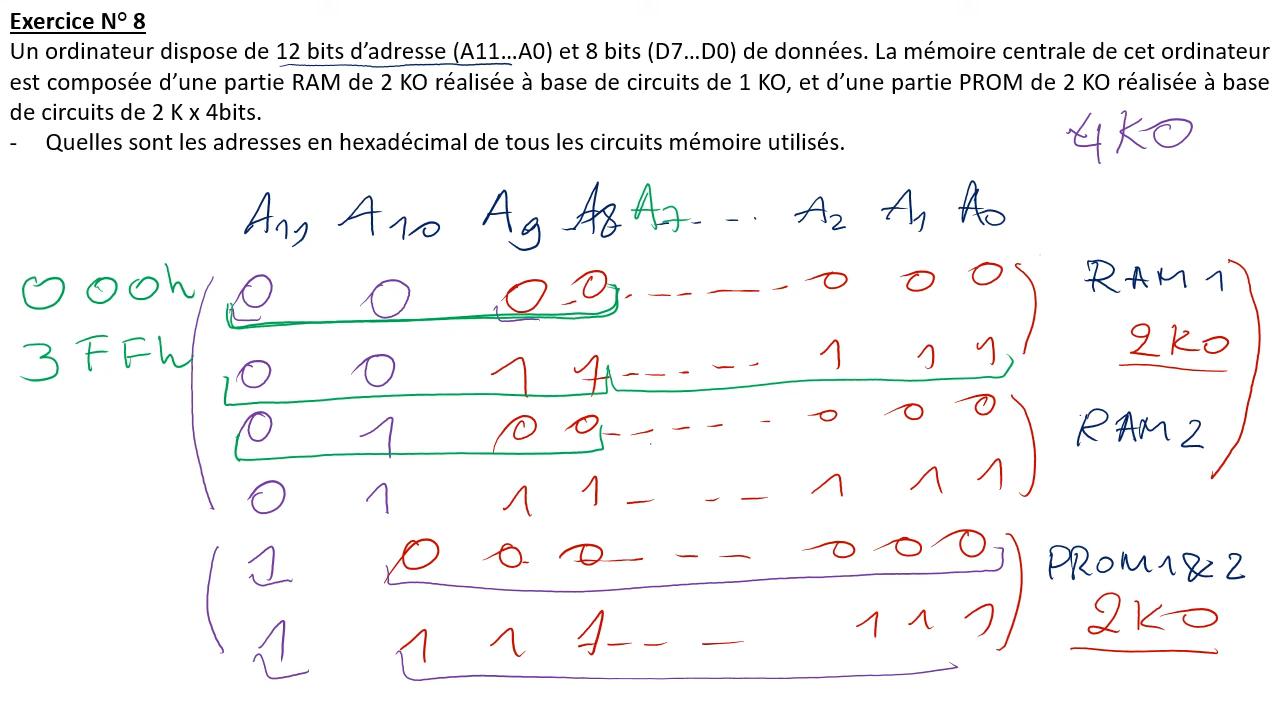 Exercice N° 8
Un ordinateur dispose de 12 bits d'adresse (A11...A0) et 8 bits (D7...D0) de données. La mémoire centrale de cet ordinateur
est composée d'une partie RAM de 2 KO réalisée à base de circuits de 1 KO, et d'une partie PROM de 2 KO réalisée à base
de circuits de 2 K x 4bits.
4KO
- Quelles sont les adresses en hexadécimal de tous les circuits mémoire utilisés.
A11 A10 A9 A8 A7 --- A2 A1 A0
000h 0 0 0 0 ----- 0 0 0 RAM 1
3FFh 0 0 1 1 ----- 1 1 1 2KO
0 1 0 0 ----- 0 0 0 RAM 2
0 1 1 1 --- 1 1 1
1 0 0 0 --- 0 0 0 PROM1&2
1 1 1 1 --- 1 1 1 2KO